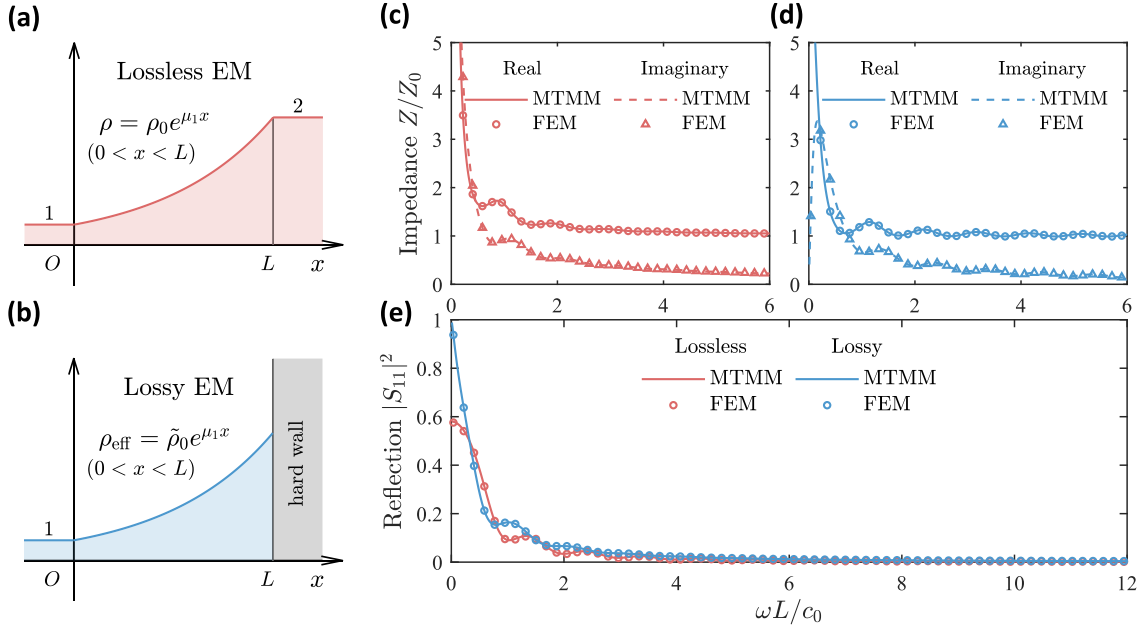 (a)
Lossless EM
ρ = ρ₀e^{μ₁x}
(0 < x < L)
1
2
O
L
x
(b)
Lossy EM
ρ_eff = ρ̃₀e^{μ₁x}
(0 < x < L)
1
hard wall
O
L
x
(c)
Impedance Z/Z₀
5
4
3
2
1
0
Real Imaginary
MTMM MTMM
FEM FEM
0 2 4 6
(d)
5
4
3
2
1
0
Real Imaginary
MTMM MTMM
FEM FEM
0 2 4 6
(e)
Reflection |S₁₁|²
1
0.8
0.6
0.4
0.2
0
Lossless Lossy
MTMM MTMM
FEM FEM
0 2 4 6 8 10 12
ωL/c₀